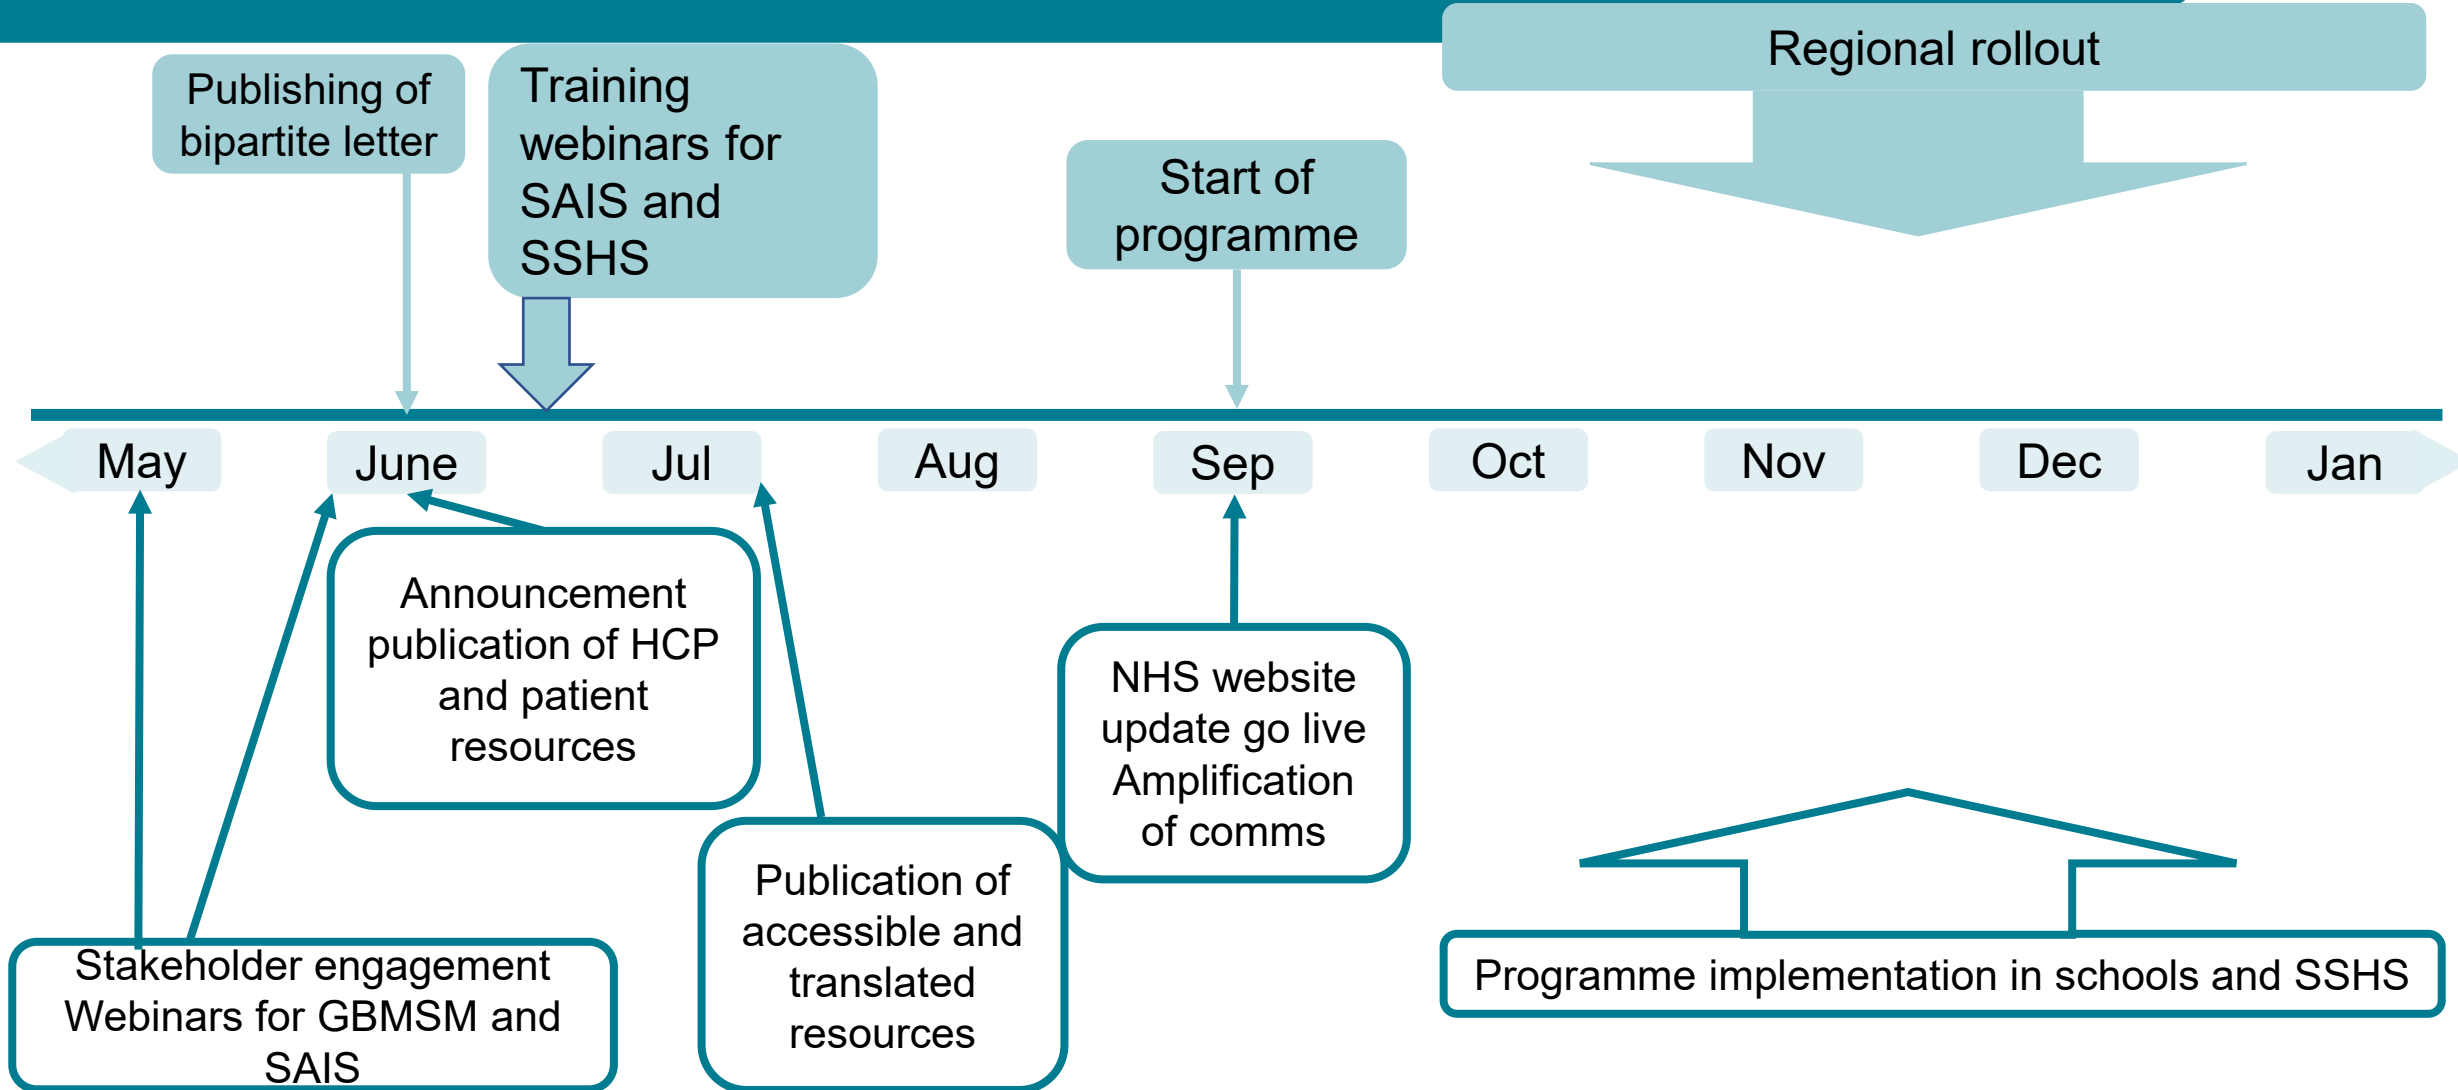 Regional rollout
Publishing of
bipartite letter
Training
webinars for
SAIS and
SSHS
Start of
programme
May
June
Jul
Aug
Sep
Oct
Nov
Dec
Jan
Announcement
publication of HCP
and patient
resources
NHS website
update go live
Amplification
of comms
Publication of
accessible and
translated
resources
Stakeholder engagement
Webinars for GBMSM and
SAIS
Programme implementation in schools and SSHS